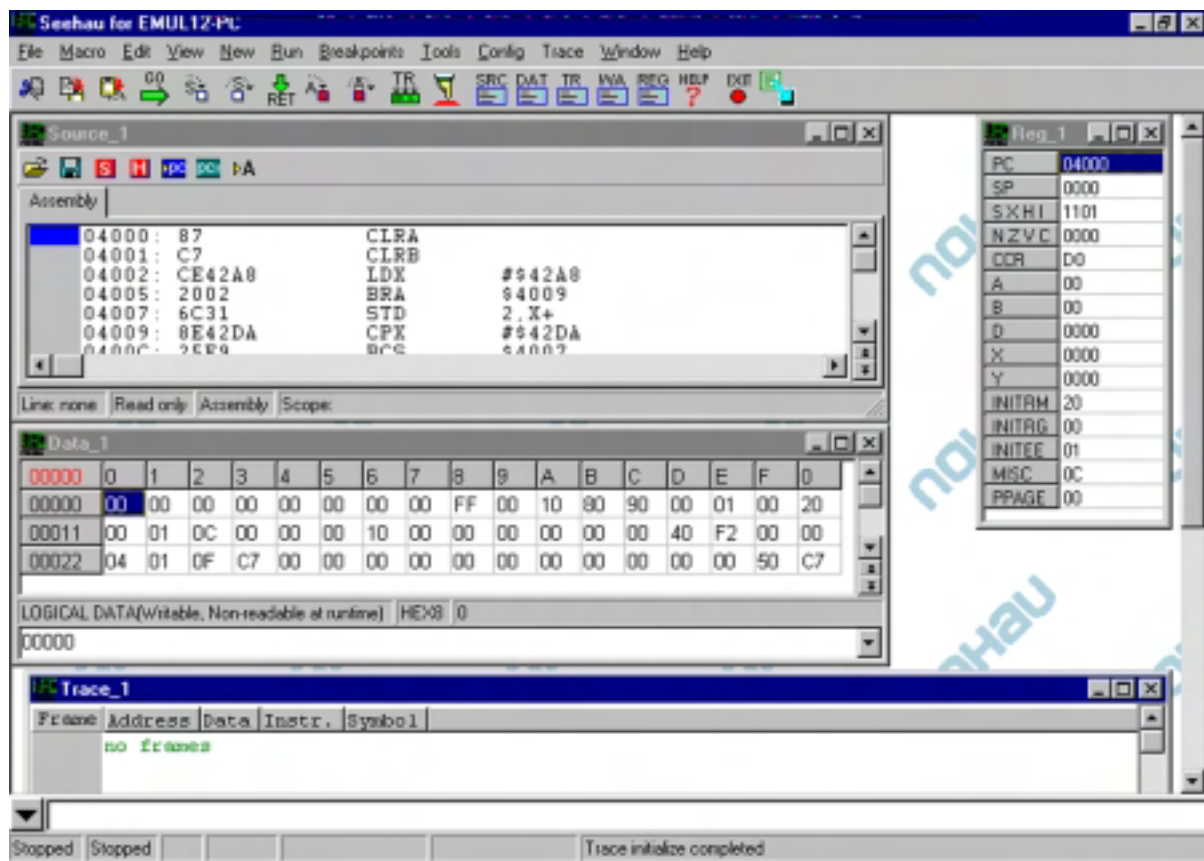 Seehau for EMUL12-PC
File Macro Edit View New Run Breakpoints Tools Config Trace Window Help
GO RET TR SRC DAT TR WA REG HELP EXIT
Source_1
Assembly
04000: 87 CLRA
04001: C7 CLRB
04002: CE42A8 LDX #$42A8
04005: 2002 BRA $4009
04007: 6C31 STD 2,X+
04009: 8E42DA CPX #$42DA
0400C: 25F9 BCS $4007
Line: none Read only Assembly Scope:
Reg_1
PC 04000
SP 0000
SXHI 1101
NZVC 0000
CCR D0
A 00
B 00
D 0000
X 0000
Y 0000
INITRM 20
INITRG 00
INITEE 01
MISC 0C
PPAGE 00
Data_1
00000 0 1 2 3 4 5 6 7 8 9 A B C D E F 0
00000 00 00 00 00 00 00 00 00 FF 00 10 80 90 00 01 00 20
00011 00 01 DC 00 00 00 10 00 00 00 00 00 00 40 F2 00 00
00022 04 01 0F C7 00 00 00 00 00 00 00 00 00 00 00 50 C7
LOGICAL DATA(Writable, Non-readable at runtime) HEX8 0
00000
nohau
nohau
nohau
Trace_1
Frame Address Data Instr. Symbol
no frames
Stopped Stopped Trace initialize completed